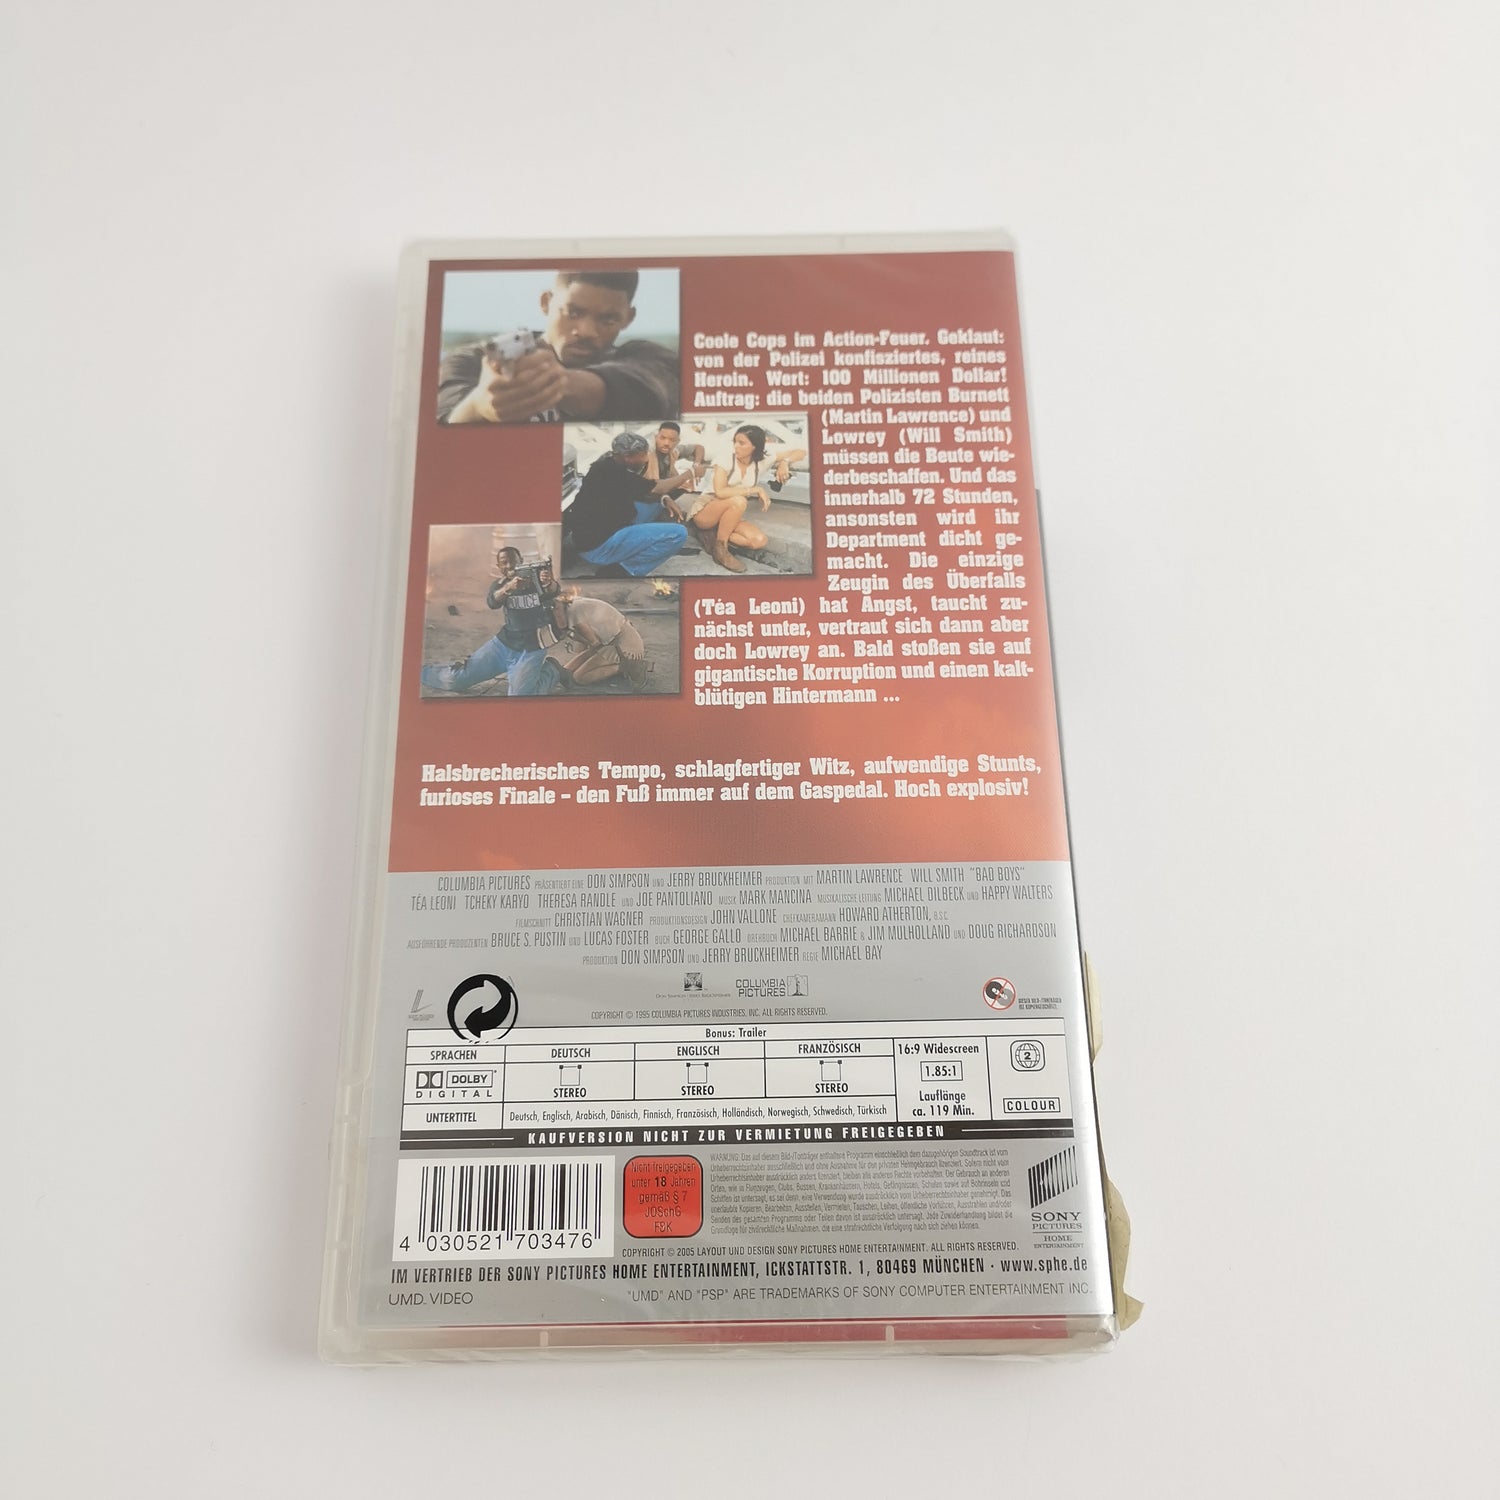 Coole Cops im Action-Feuer. Geklaut:
von der Polizei konfisziertes, reines
Heroin. Wert: 100 Millionen Dollar!
Auftrag: die beiden Polizisten Burnett
(Martin Lawrence) und
Lowrey (Will Smith)
müssen die Beute wie-
derbeschaffen. Und das
innerhalb 72 Stunden,
ansonsten wird ihr
Department dicht ge-
macht. Die einzige
Zeugin des Überfalls
(Téa Leoni) hat Angst, taucht zu-
nächst unter, vertraut sich dann aber
doch Lowrey an. Bald stoßen sie auf
gigantische Korruption und einen kalt-
blütigen Hintermann ...
POLICE
Halsbrecherisches Tempo, schlagfertiger Witz, aufwendige Stunts,
furioses Finale – den Fuß immer auf dem Gaspedal. Hoch explosiv!
COLUMBIA PICTURES PRÄSENTIERT EINE DON SIMPSON UND JERRY BRUCKHEIMER PRODUKTION MIT MARTIN LAWRENCE WILL SMITH "BAD BOYS"
TÉA LEONI TCHEKY KARYO THERESA RANDLE UND JOE PANTOLIANO MUSIK MARK MANCINA MUSIKALISCHE LEITUNG MICHAEL DILBECK UND HAPPY WALTERS
FILMSCHNITT CHRISTIAN WAGNER PRODUKTIONSDESIGN JOHN VALLONE CHEFKAMERAMANN HOWARD ATHERTON, B.S.C.
AUSFÜHRENDE PRODUZENTEN BRUCE S. PUSTIN UND LUCAS FOSTER BUCH GEORGE GALLO DREHBUCH MICHAEL BARRIE & JIM MULHOLLAND UND DOUG RICHARDSON
PRODUKTION DON SIMPSON UND JERRY BRUCKHEIMER REGIE MICHAEL BAY
DON SIMPSON JERRY BRUCKHEIMER
COLUMBIA
PICTURES
COPYRIGHT © 1995 COLUMBIA PICTURES INDUSTRIES, INC. ALL RIGHTS RESERVED.
Bonus: Trailer
SPRACHEN DEUTSCH ENGLISCH FRANZÖSISCH 16:9 Widescreen 2
DOLBY
DIGITAL STEREO STEREO STEREO 1.85:1
Lauflänge
ca. 119 Min. COLOUR
UNTERTITEL Deutsch, Englisch, Arabisch, Dänisch, Finnisch, Französisch, Holländisch, Norwegisch, Schwedisch, Türkisch
KAUFVERSION NICHT ZUR VERMIETUNG FREIGEGEBEN
Nicht freigegeben
unter 18 Jahren
gemäß § 7
JÖSchG
FSK
SONY
PICTURES
HOME
ENTERTAINMENT
4 030521 703476
COPYRIGHT © 2005 LAYOUT UND DESIGN SONY PICTURES HOME ENTERTAINMENT. ALL RIGHTS RESERVED.
IM VERTRIEB DER SONY PICTURES HOME ENTERTAINMENT, ICKSTATTSTR. 1, 80469 MÜNCHEN · www.sphe.de
UMD VIDEO
"UMD" AND "PSP" ARE TRADEMARKS OF SONY COMPUTER ENTERTAINMENT INC.